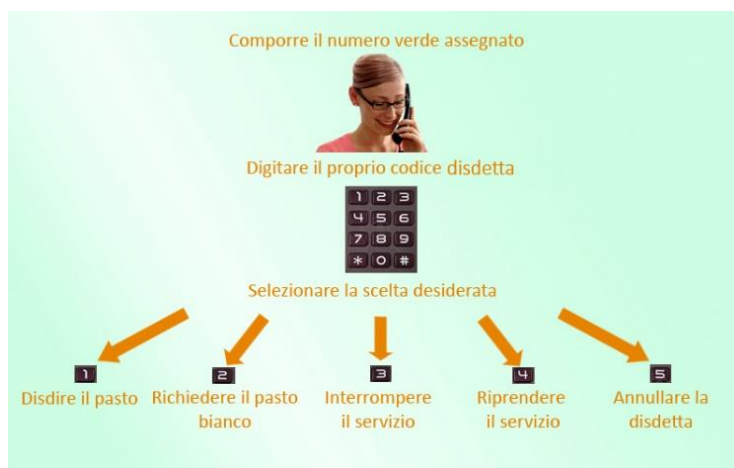 Comporre il numero verde assegnato
Digitare il proprio codice disdetta
1 2 3
4 5 6
7 8 9
* 0 #
Selezionare la scelta desiderata
1
Disdire il pasto
2
Richiedere il pasto
bianco
3
Interrompere
il servizio
4
Riprendere
il servizio
5
Annullare la
disdetta